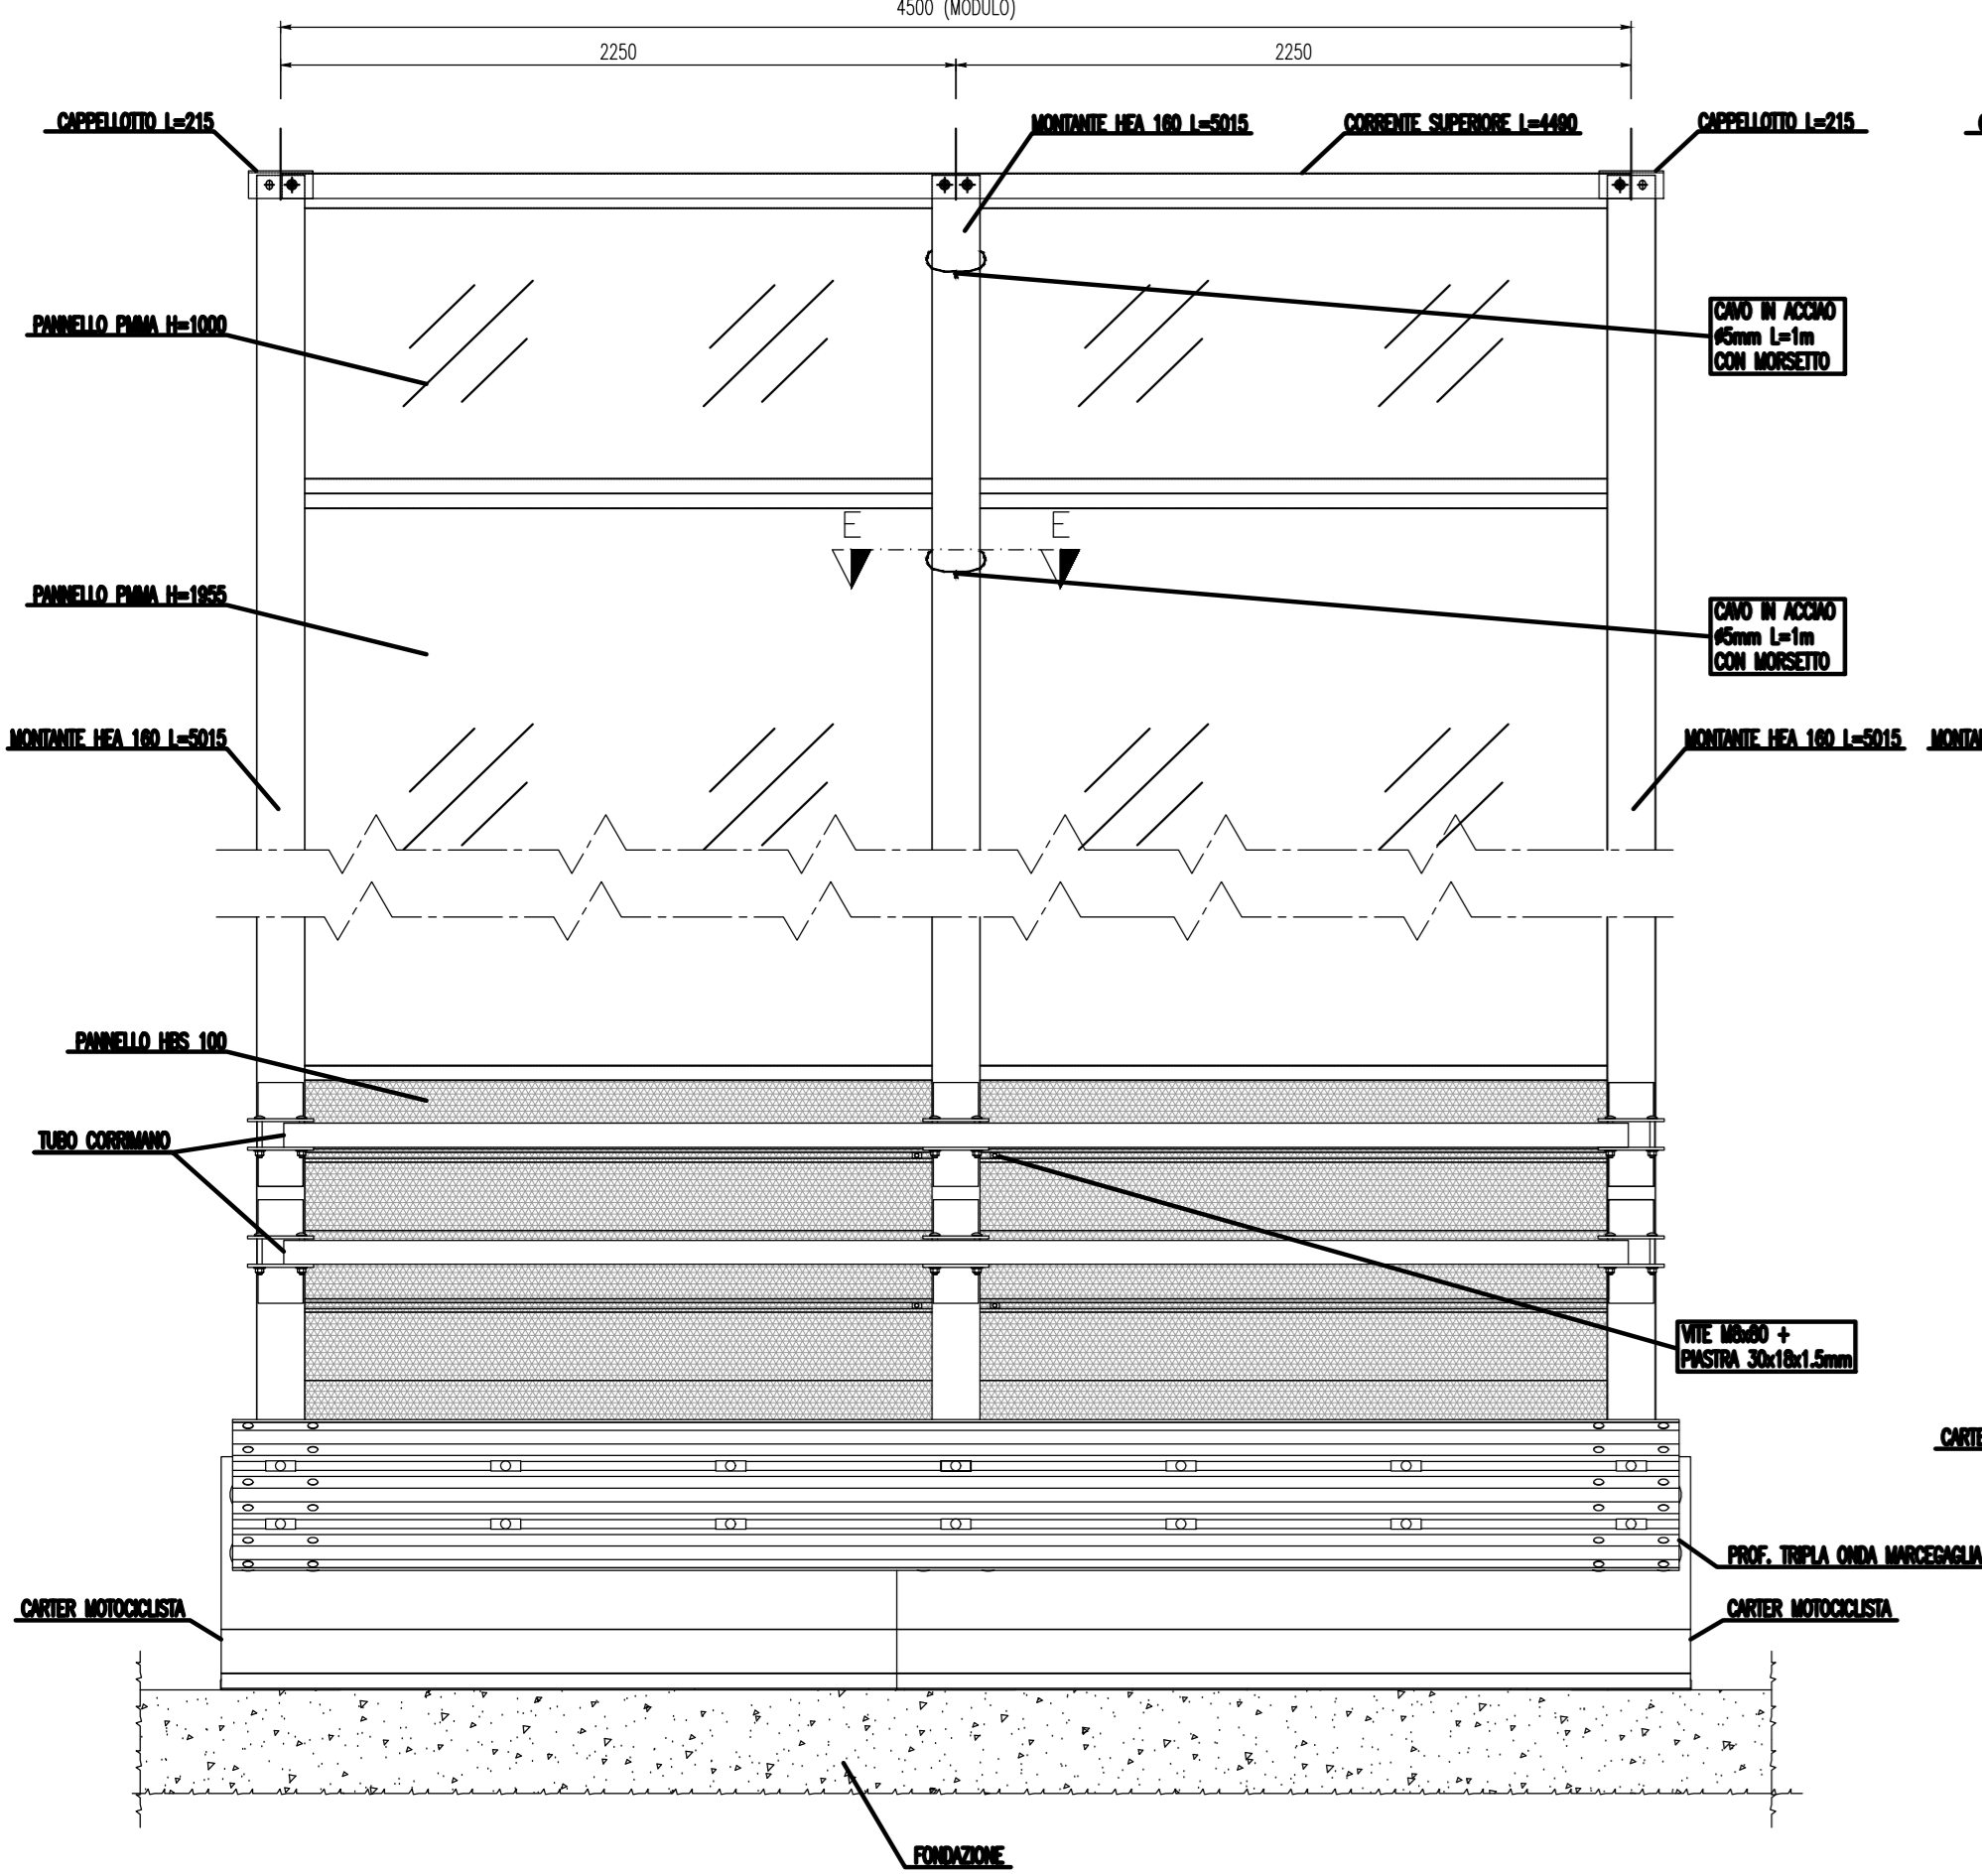 4500 (MODULO)
2250
2250
CAPPELLOTTO L=215
MONTANTE HEA 160 L=5015
CORRENTE SUPERIORE L=4490
CAPPELLOTTO L=215
PANNELLO PMMA H=1000
CAVO IN ACCIAO
ø5mm L=1m
CON MORSETTO
E
E
PANNELLO PMMA H=1955
CAVO IN ACCIAO
ø5mm L=1m
CON MORSETTO
MONTANTE HEA 160 L=5015
MONTANTE HEA 160 L=5015
PANNELLO HBS 100
TUBO CORRIMANO
VITE M8x60 +
PIASTRA 30x18x1.5mm
PROF. TRIPLA ONDA MARCEGAGLIA
CARTER MOTOCICLISTA
CARTER MOTOCICLISTA
FONDAZIONE